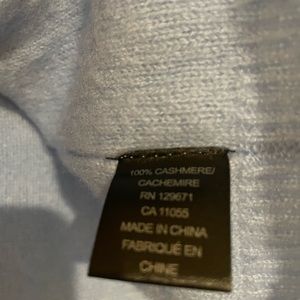 100% CASHMERE/
CACHEMIRE
RN 129671
CA 11055
MADE IN CHINA
FABRIQUÉ EN
CHINE